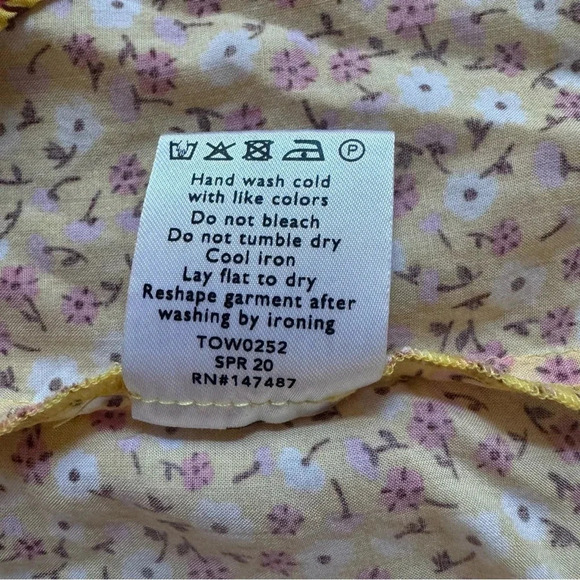 P
Hand wash cold
with like colors
Do not bleach
Do not tumble dry
Cool iron
Lay flat to dry
Reshape garment after
washing by ironing
TOW0252
SPR 20
RN#147487